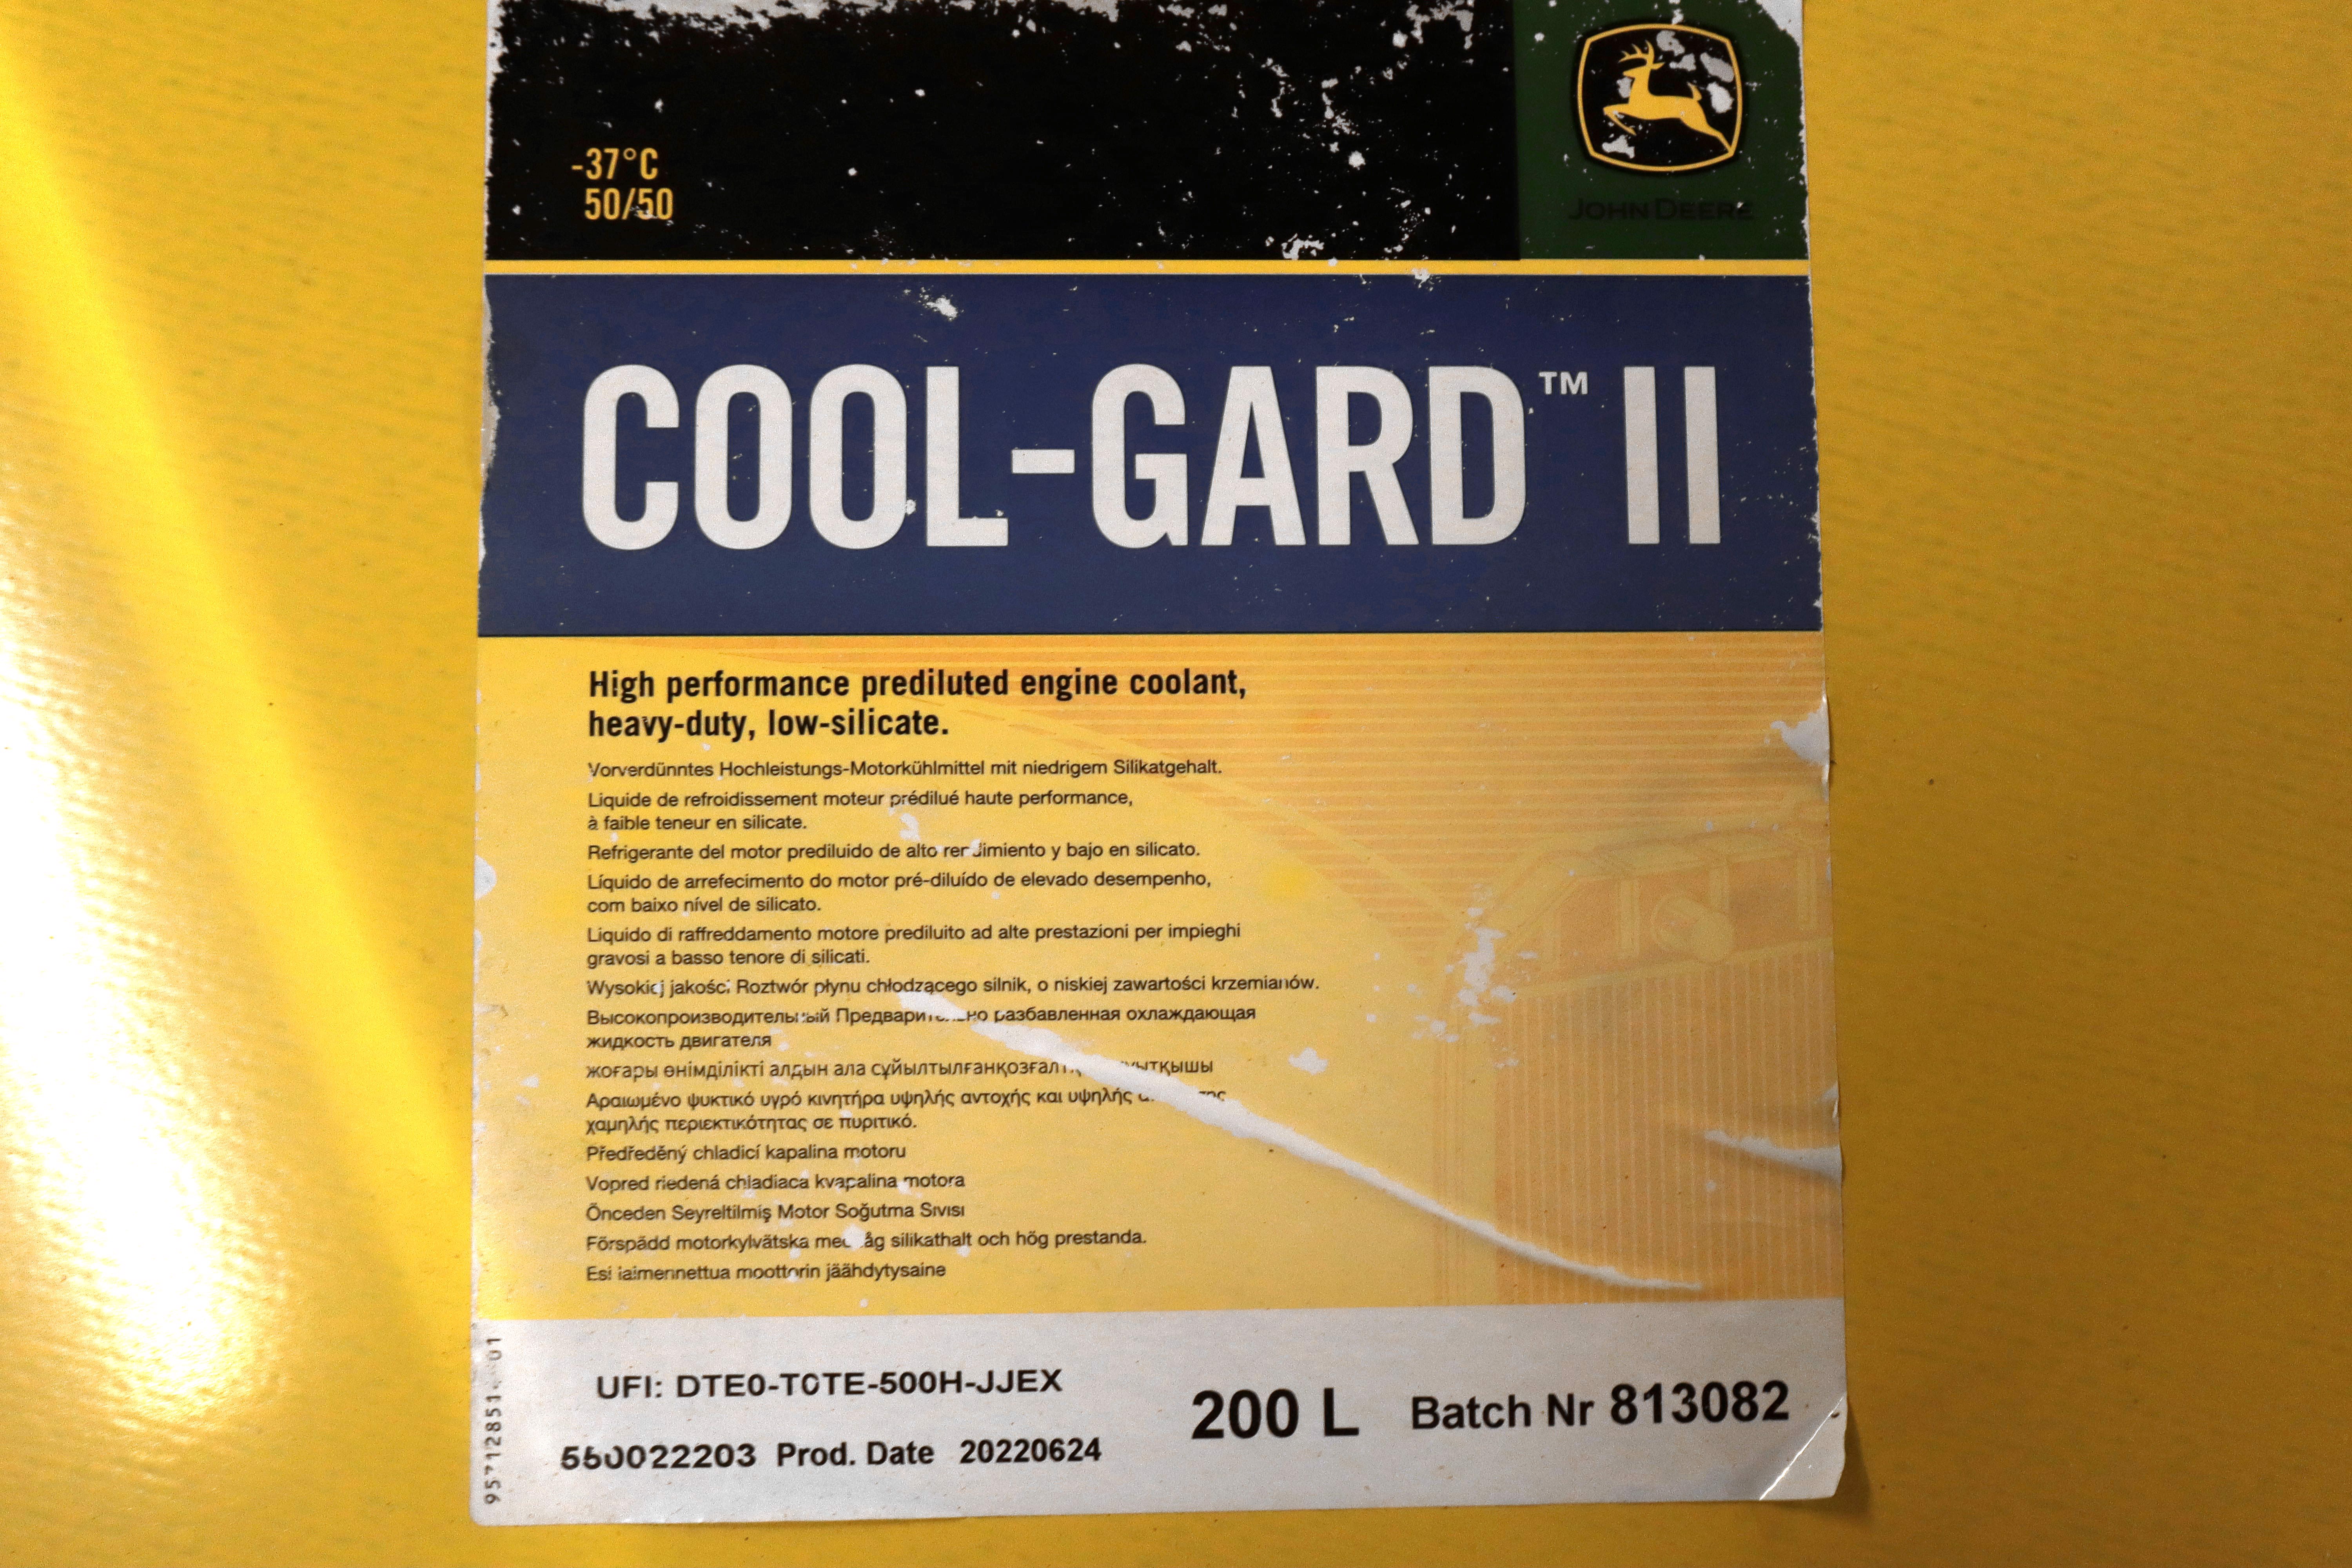 -37°C
50/50
JOHN DEERE
COOL-GARD™ II
High performance prediluted engine coolant,
heavy-duty, low-silicate.
Vorverdünntes Hochleistungs-Motorkühlmittel mit niedrigem Silikatgehalt.
Liquide de refroidissement moteur prédilué haute performance,
à faible teneur en silicate.
Refrigerante del motor prediluido de alto rendimiento y bajo en silicato.
Líquido de arrefecimento do motor pré-diluído de elevado desempenho,
com baixo nível de silicato.
Liquido di raffreddamento motore prediluito ad alte prestazioni per impieghi
gravosi a basso tenore di silicati.
Wysokiej jakości Roztwór płynu chłodzącego silnik, o niskiej zawartości krzemianów.
Высокопроизводительный Предварительно разбавленная охлаждающая
жидкость двигателя
жоғары өнімділікті алдын ала сұйылтылған
Αραιωμένο ψυκτικό υγρό κινητήρα υψηλής αντοχής και υψηλής
χαμηλής περιεκτικότητας σε πυριτικό.
Předředěný chladicí kapalina motoru
Vopred riedená chladiaca kvapalina motora
Önceden Seyreltilmiş Motor Soğutma Sıvısı
Förspädd motorkylvätska med låg silikathalt och hög prestanda.
moottorin jäähdytysaine
UFI: DTE0-T0TE-500H-JJEX
200 L Batch Nr 813082
550022203 Prod. Date 20220624